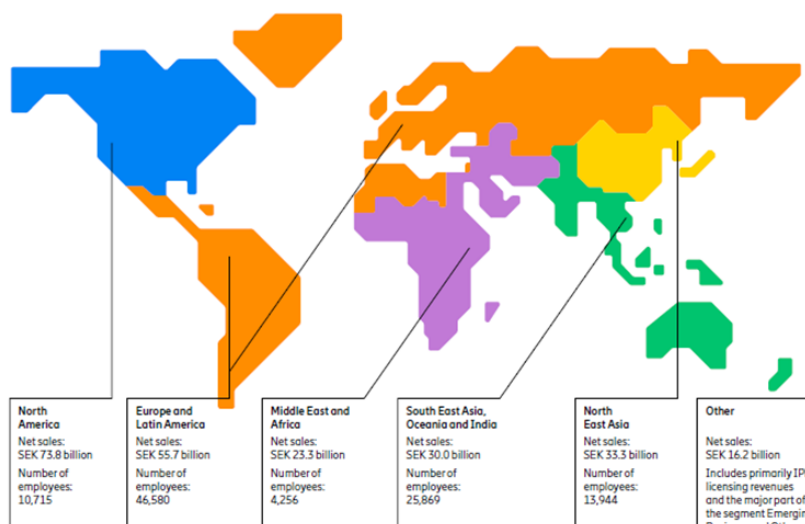 North
America
Net sales:
SEK 73.8 billion
Number of
employees:
10,715
Europe and
Latin America
Net sales:
SEK 55.7 billion
Number of
employees:
46,580
Middle East and
Africa
Net sales:
SEK 23.3 billion
Number of
employees:
4,256
South East Asia,
Oceania and India
Net sales:
SEK 30.0 billion
Number of
employees:
25,869
North
East Asia
Net sales:
SEK 33.3 billion
Number of
employees:
13,944
Other
Net sales:
SEK 16.2 billion
Includes primarily IP
licensing revenues
and the major part of
the segment Emergin